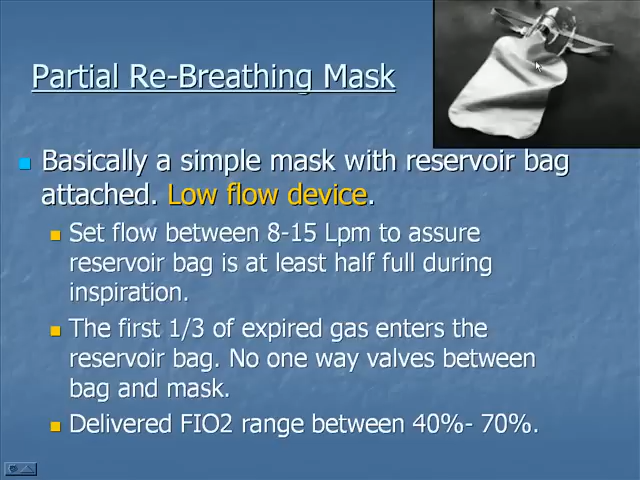 Partial Re-Breathing Mask
Basically a simple mask with reservoir bag
attached. Low flow device.
Set flow between 8-15 Lpm to assure
reservoir bag is at least half full during
inspiration.
The first 1/3 of expired gas enters the
reservoir bag. No one way valves between
bag and mask.
Delivered FIO2 range between 40%- 70%.